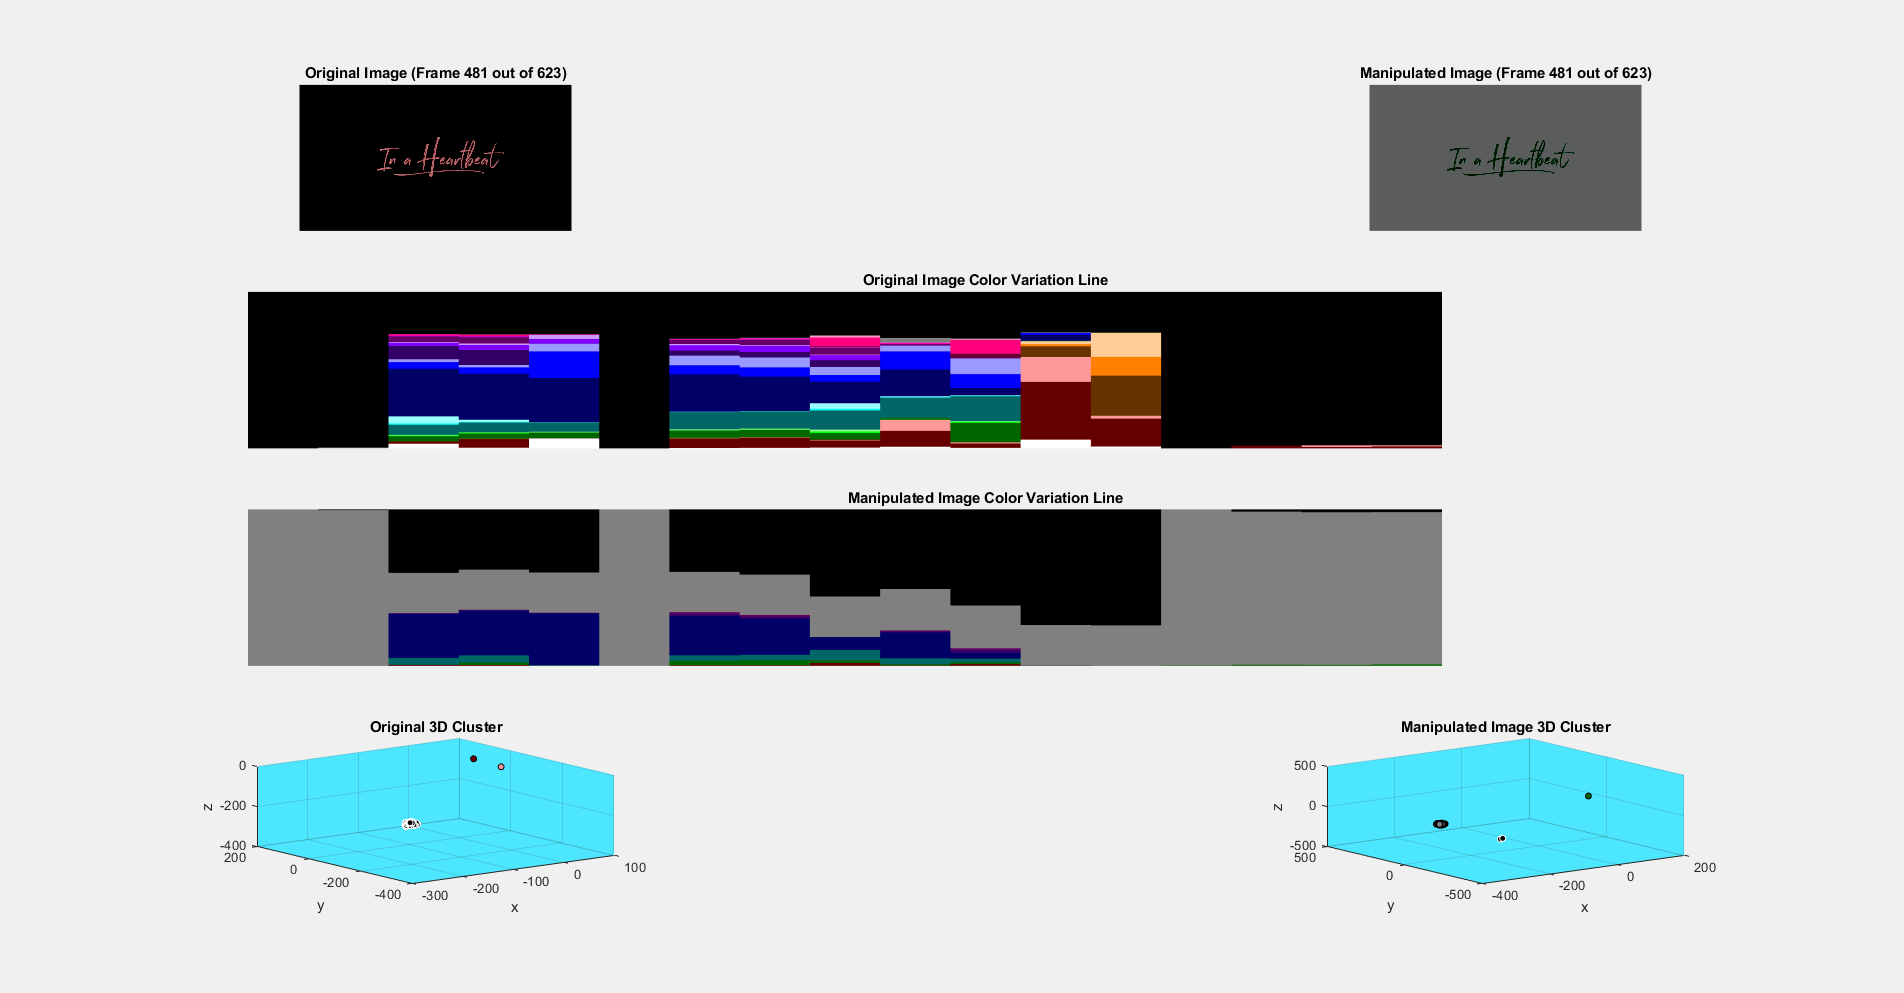 Original Image (Frame 481 out of 623)
Manipulated Image (Frame 481 out of 623)
In a Heartbeat
In a Heartbeat
Original Image Color Variation Line
Manipulated Image Color Variation Line
Original 3D Cluster
0
-200
-400
z
200
0
-200
-400
y
-300
-200
-100
0
100
x
Manipulated Image 3D Cluster
500
0
-500
z
500
0
-500
y
-400
-200
0
200
x